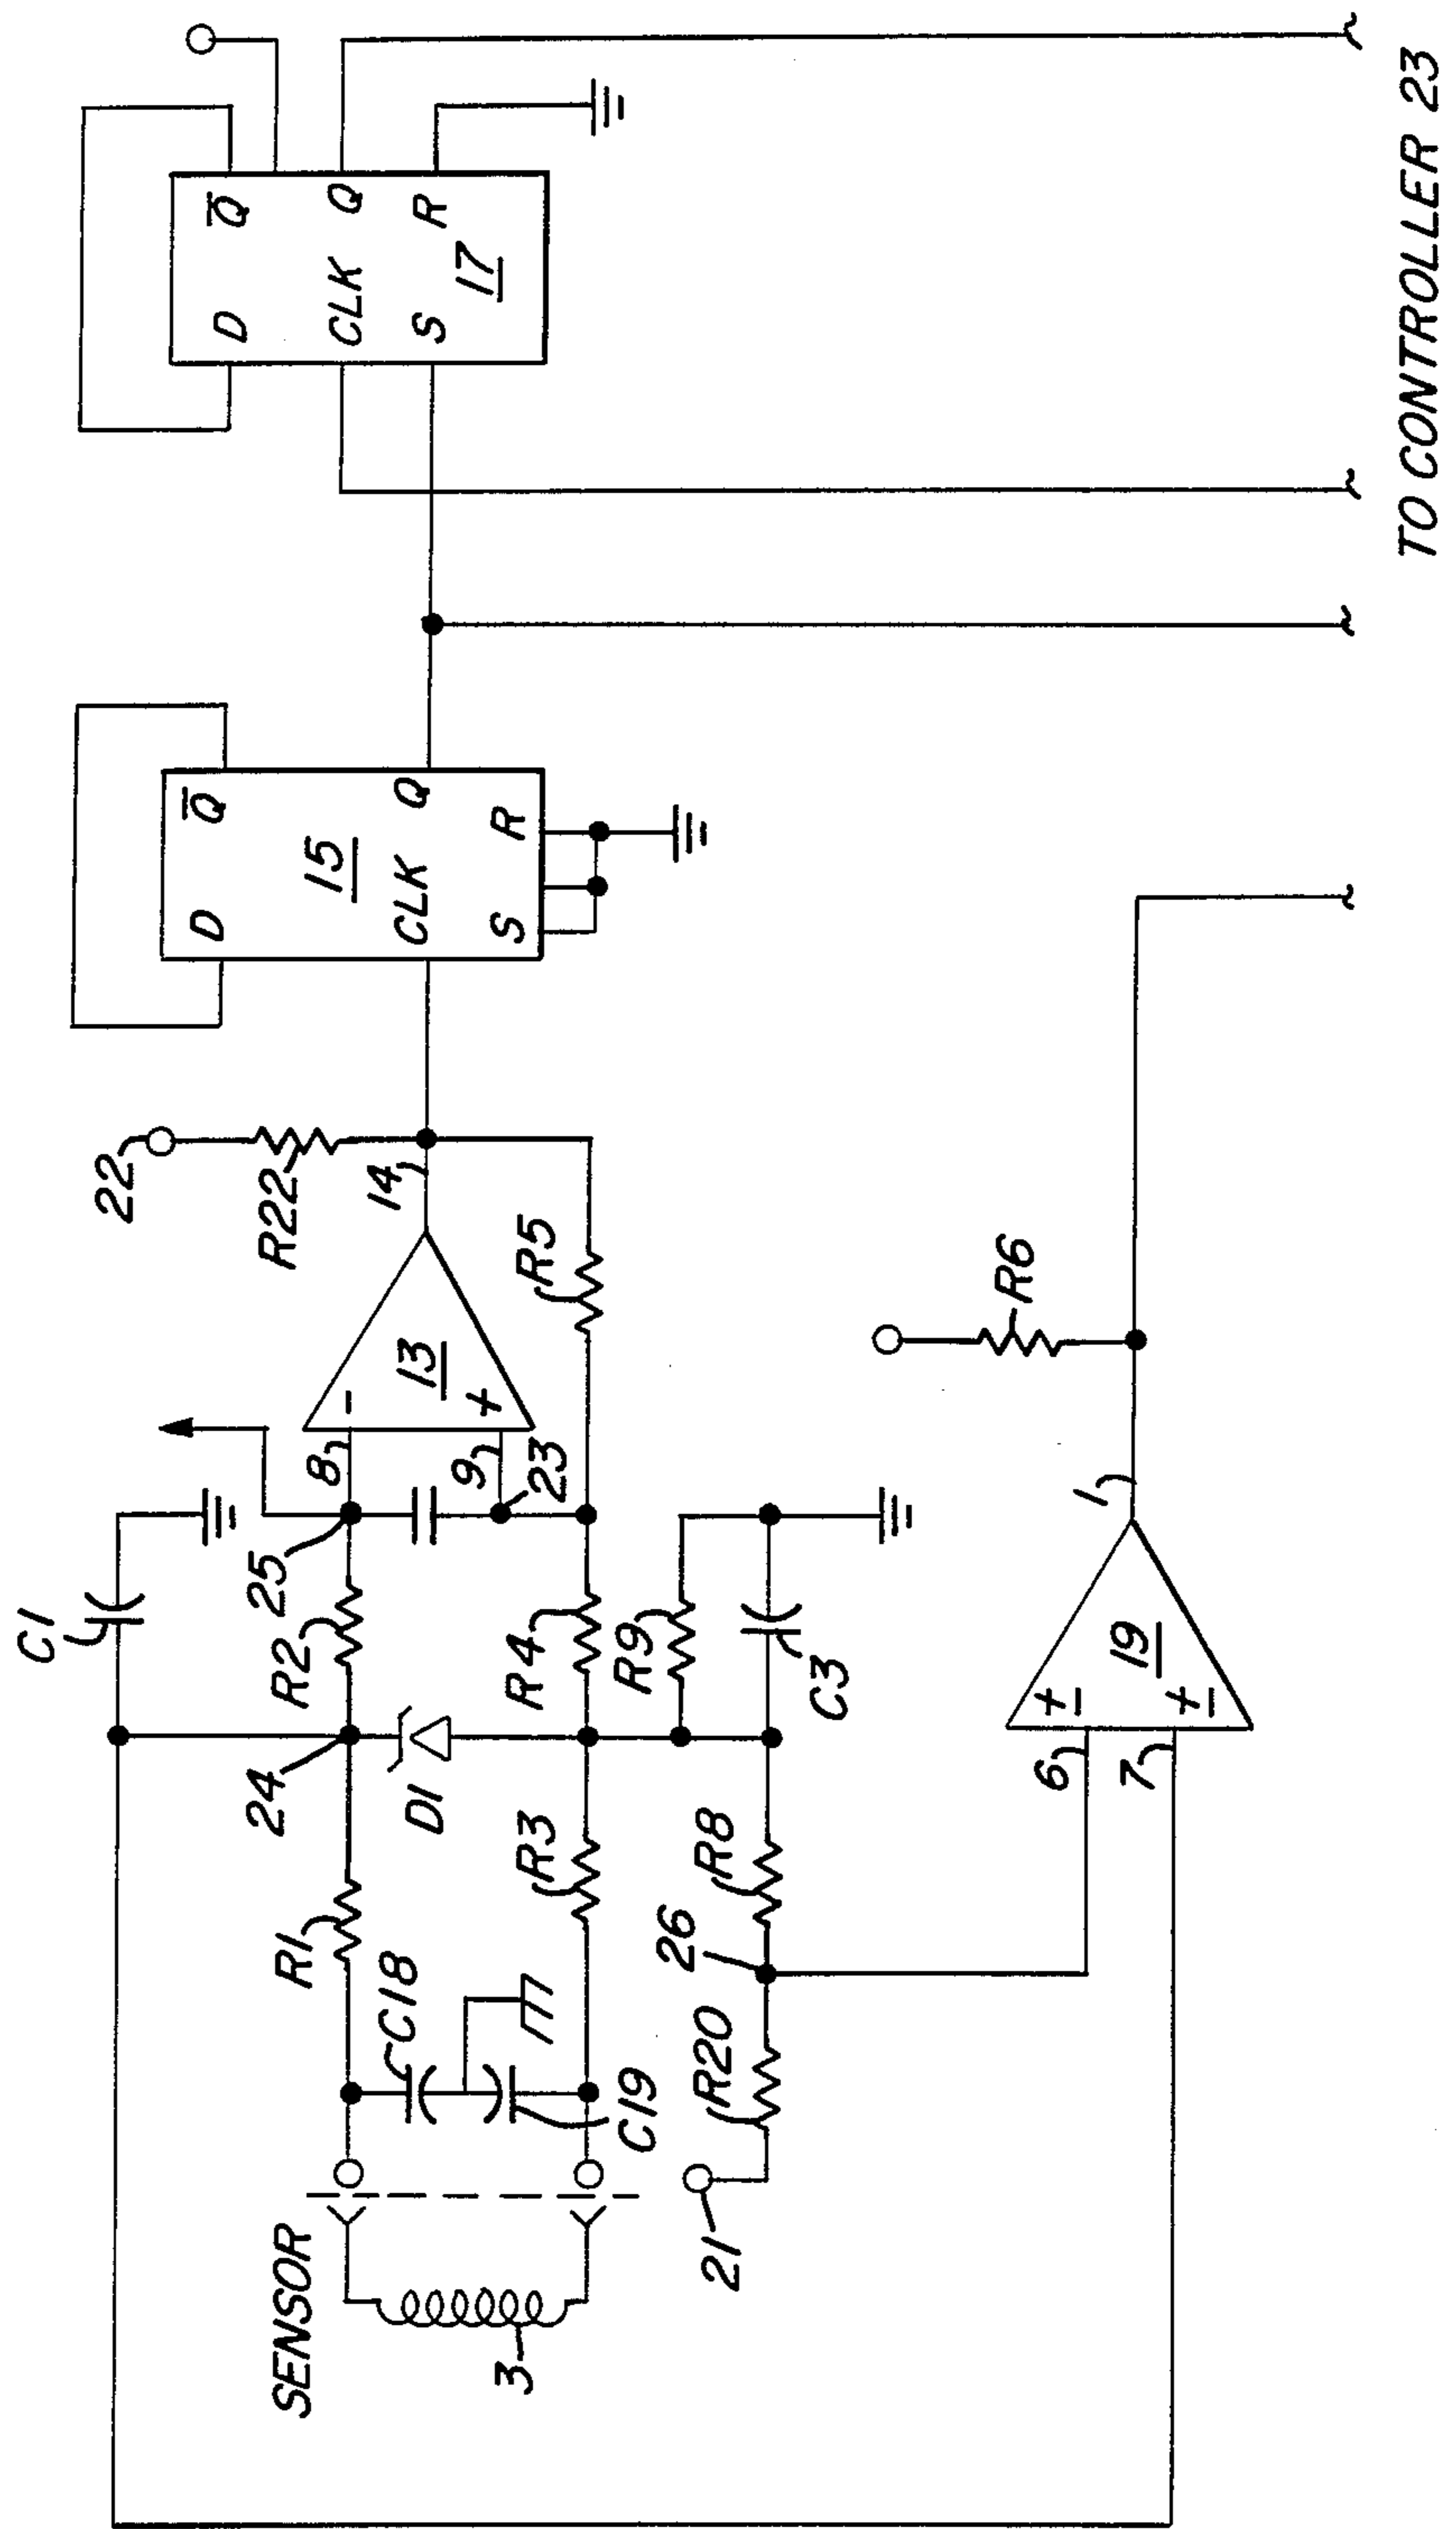 C1
22
R22
D
Q̅
15
CLK
Q
S
R
D
Q̅
CLK
Q
S
R
17
SENSOR
3
R1
24
R2
25
8
−
13
14
9
+
23
C18
C19
D1
R3
R4
R5
21
R20
26
R8
R9
C3
6
±
7
±
19
1
R6
TO CONTROLLER 23